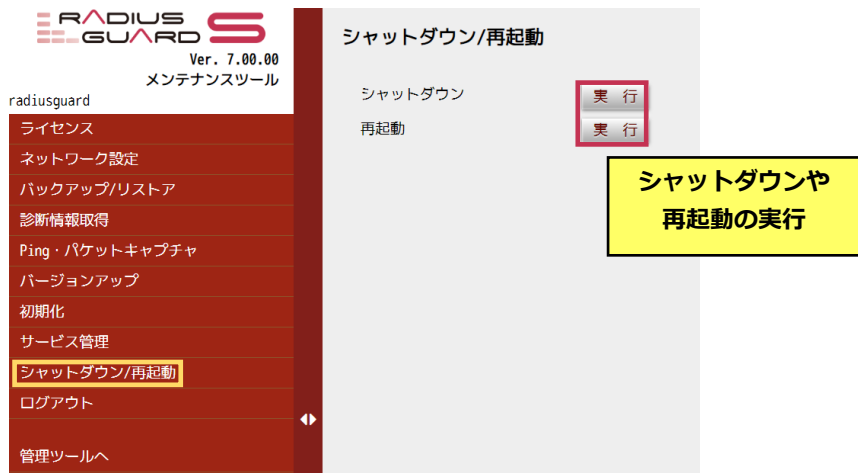 RADIUS
GUARD S
Ver. 7.00.00
メンテナンスツール
radiusguard
ライセンス
ネットワーク設定
バックアップ/リストア
診断情報取得
Ping・パケットキャプチャ
バージョンアップ
初期化
サービス管理
シャットダウン/再起動
ログアウト
管理ツールへ
シャットダウン/再起動
シャットダウン 実 行
再起動 実 行
シャットダウンや
再起動の実行